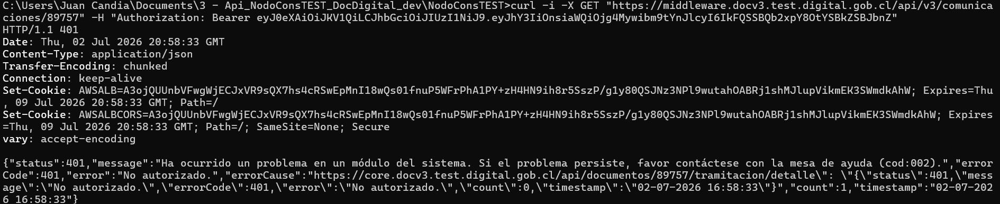 C:\Users\Juan Candia\Documents\3 - Api_NodoConsTEST_DocDigital_dev\NodoConsTEST>curl -i -X GET "https://middleware.docv3.test.digital.gob.cl/api/v3/comunica
ciones/89757" -H "Authorization: Bearer eyJ0eXAiOiJKV1QiLCJhbGciOiJIUzI1NiJ9.eyJhY3IiOnsiaWQiOjg4Mywibm9tYnJlcyI6IkFQSSBQb2xpY8OtYSBkZSBJbnZ"
HTTP/1.1 401
Date: Thu, 02 Jul 2026 20:58:33 GMT
Content-Type: application/json
Transfer-Encoding: chunked
Connection: keep-alive
Set-Cookie: AWSALB=A3ojQUUnbVFwgWjECJxVR9sQX7hs4cRSwEpMnI18wQs01fnuP5WFrPhA1PY+zH4HN9ih8r5SszP/g1y80QSJNz3NPl9wutahOABRj1shMJlupVikmEK3SWmdkAhW; Expires=Thu
, 09 Jul 2026 20:58:33 GMT; Path=/
Set-Cookie: AWSALBCORS=A3ojQUUnbVFwgWjECJxVR9sQX7hs4cRSwEpMnI18wQs01fnuP5WFrPhA1PY+zH4HN9ih8r5SszP/g1y80QSJNz3NPl9wutahOABRj1shMJlupVikmEK3SWmdkAhW; Expires
=Thu, 09 Jul 2026 20:58:33 GMT; Path=/; SameSite=None; Secure
vary: accept-encoding

{"status":401,"message":"Ha ocurrido un problema en un módulo del sistema. Si el problema persiste, favor contáctese con la mesa de ayuda (cod:002).","error
Code":401,"error":"No autorizado.","errorCause":"https://core.docv3.test.digital.gob.cl/api/documentos/89757/tramitacion/detalle\": \"{\"status\":401,\"mess
age\":\"No autorizado.\",\"errorCode\":401,\"error\":\"No autorizado.\",\"count\":0,\"timestamp\":\"02-07-2026 16:58:33\"}","count":1,"timestamp":"02-07-202
6 16:58:33"}